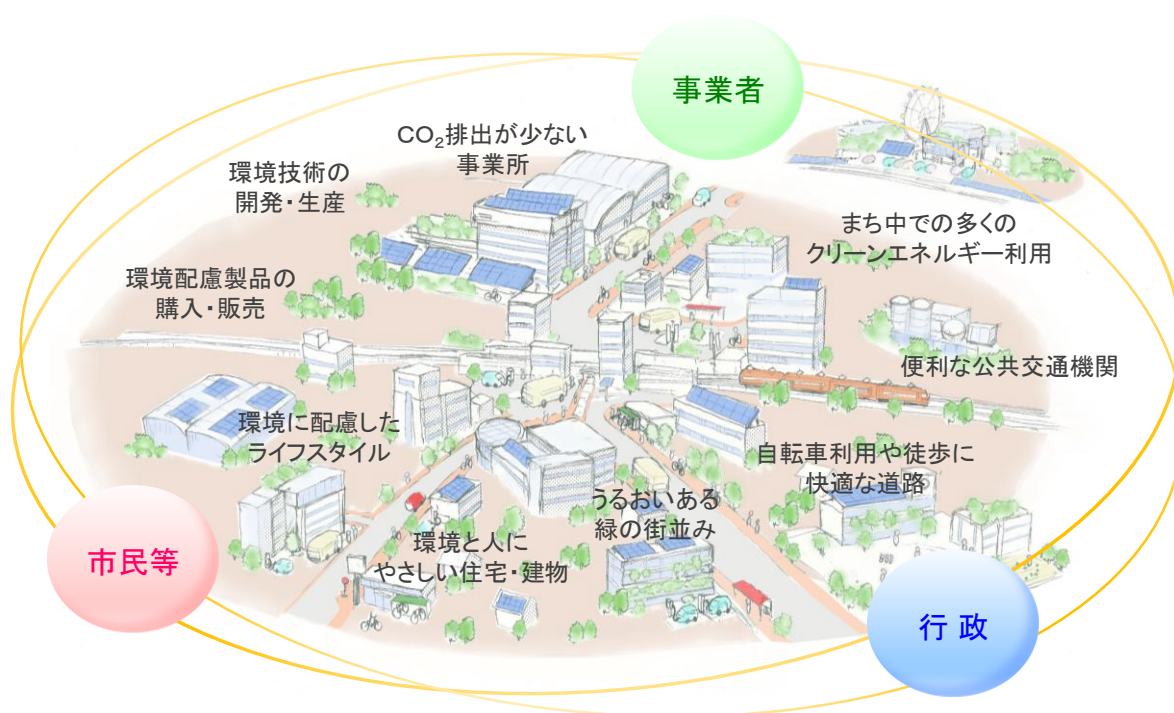 事業者
CO₂排出が少ない
事業所
環境技術の
開発・生産
まち中での多くの
クリーンエネルギー利用
環境配慮製品の
購入・販売
便利な公共交通機関
環境に配慮した
ライフスタイル
自転車利用や徒歩に
快適な道路
うるおいある
緑の街並み
環境と人に
やさしい住宅・建物
市民等
行 政